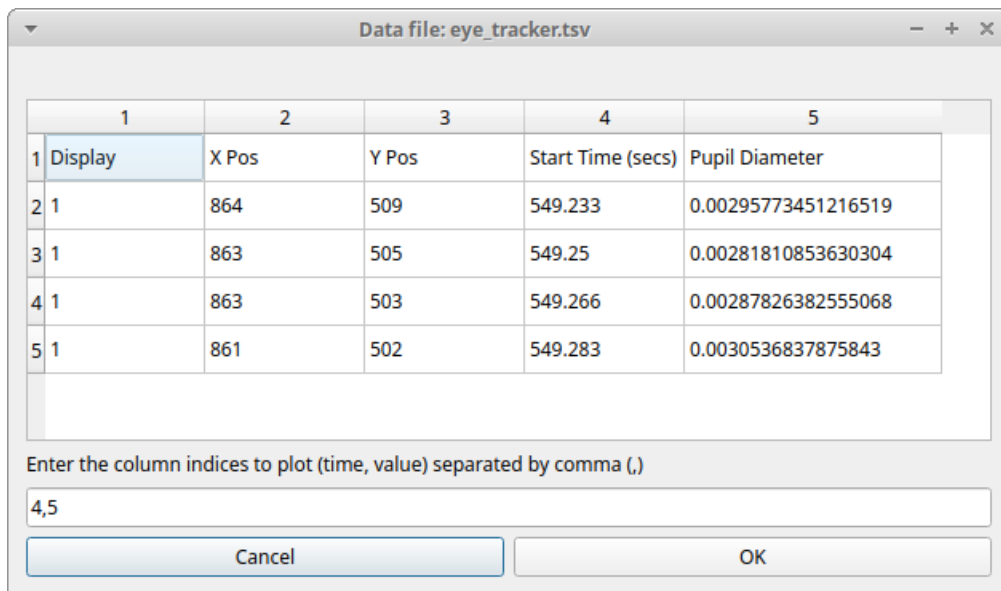 Data file: eye_tracker.tsv
1 2 3 4 5
1 Display X Pos Y Pos Start Time (secs) Pupil Diameter
2 1 864 509 549.233 0.00295773451216519
3 1 863 505 549.25 0.00281810853630304
4 1 863 503 549.266 0.00287826382555068
5 1 861 502 549.283 0.0030536837875843
Enter the column indices to plot (time, value) separated by comma (,)
4,5
Cancel OK